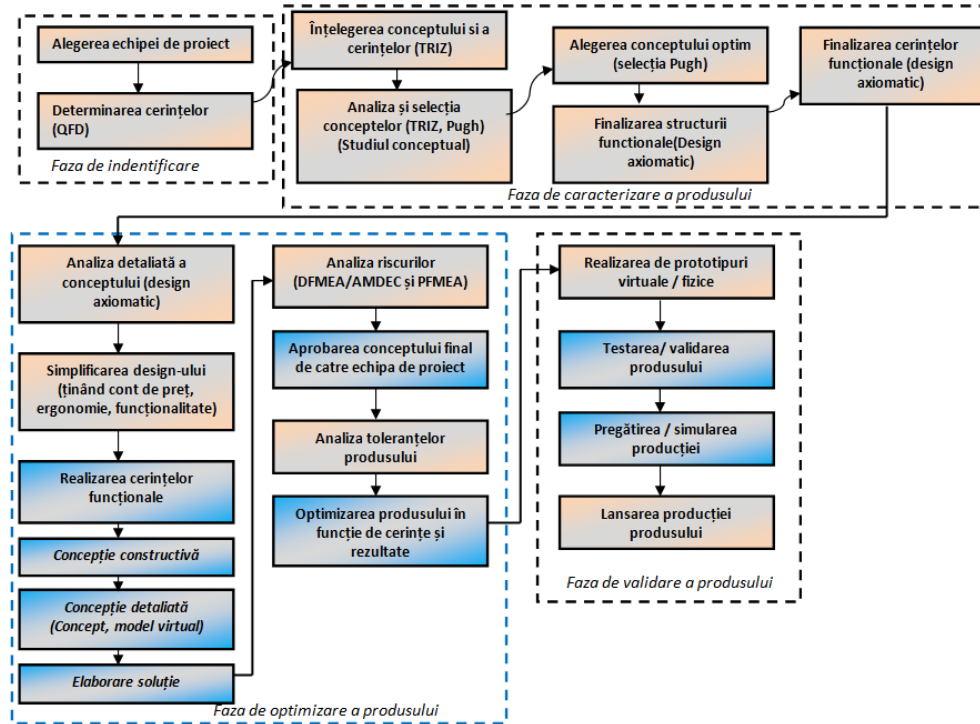 Alegerea echipei de proiect
Determinarea cerințelor
(QFD)
Faza de indentificare
Înțelegerea conceptului si a
cerințelor (TRIZ)
Analiza și selecția
conceptelor (TRIZ, Pugh)
(Studiul conceptual)
Alegerea conceptului optim
(selecția Pugh)
Finalizarea structurii
functionale(Design
axiomatic)
Finalizarea cerințelor
funcționale (design
axiomatic)
Faza de caracterizare a produsului
Analiza detaliată a
conceptului (design
axiomatic)
Simplificarea design-ului
(ținând cont de preț,
ergonomie, funcționalitate)
Realizarea cerințelor
funcționale
Concepție constructivă
Concepție detaliată
(Concept, model virtual)
Elaborare soluție
Analiza riscurilor
(DFMEA/AMDEC și PFMEA)
Aprobarea conceptului final
de catre echipa de proiect
Analiza toleranțelor
produsului
Optimizarea produsului în
funcție de cerințe și
rezultate
Faza de optimizare a produsului
Realizarea de prototipuri
virtuale / fizice
Testarea/ validarea
produsului
Pregătirea / simularea
producției
Lansarea producției
produsului
Faza de validare a produsului